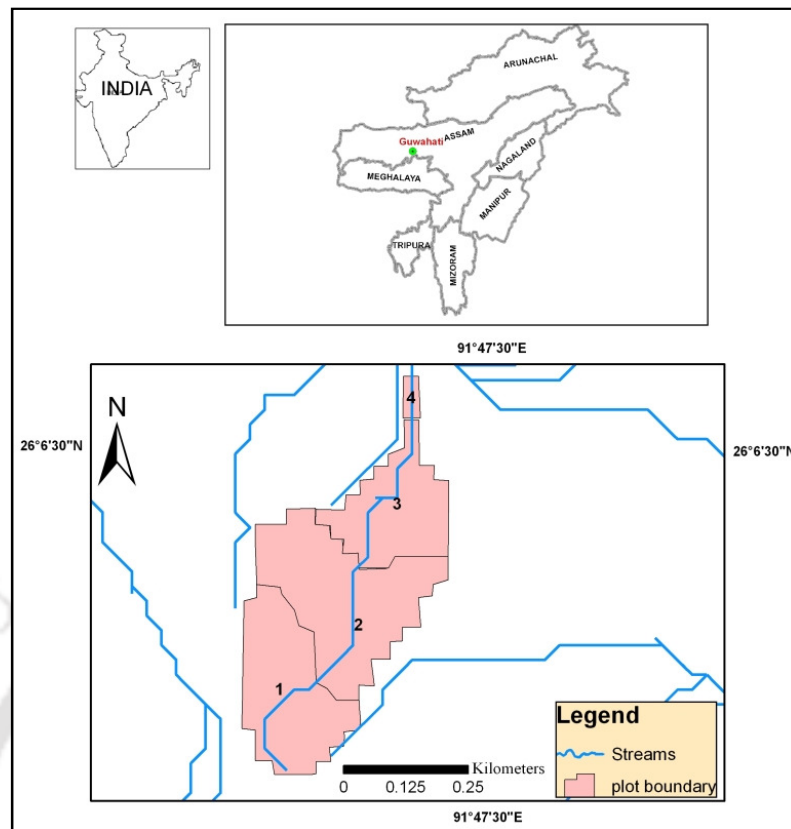 INDIA
ARUNACHAL
ASSAM
Guwahati
NAGALAND
MEGHALAYA
MANIPUR
TRIPURA
MIZORAM
91°47'30"E
N
4
26°6'30"N
26°6'30"N
3
2
1
Legend
Streams
plot boundary
Kilometers
0 0.125 0.25
91°47'30"E